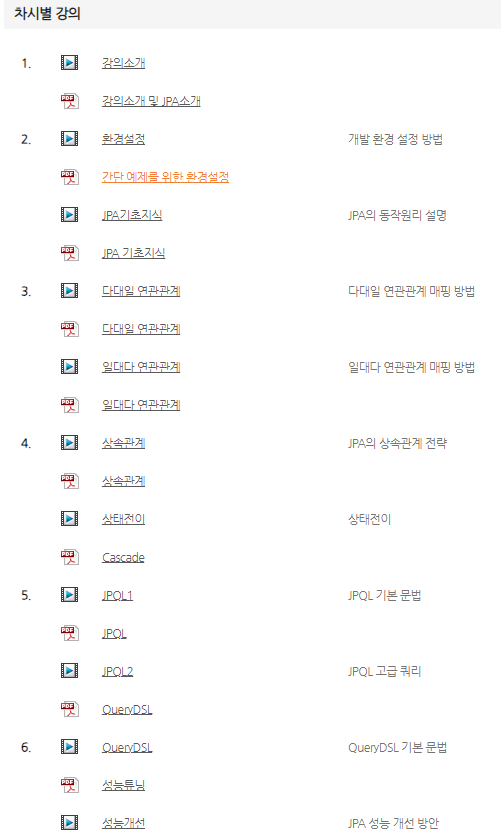 차시별 강의
1. 강의소개
강의소개 및 JPA소개
2. 환경설정 개발 환경 설정 방법
간단 예제를 위한 환경설정
JPA기초지식 JPA의 동작원리 설명
JPA 기초지식
3. 다대일 연관관계 다대일 연관관계 매핑 방법
다대일 연관관계
일대다 연관관계 일대다 연관관계 매핑 방법
일대다 연관관계
4. 상속관계 JPA의 상속관계 전략
상속관계
상태전이 상태전이
Cascade
5. JPQL1 JPQL 기본 문법
JPQL
JPQL2 JPQL 고급 쿼리
QueryDSL
6. QueryDSL QueryDSL 기본 문법
성능튜닝
성능개선 JPA 성능 개선 방안